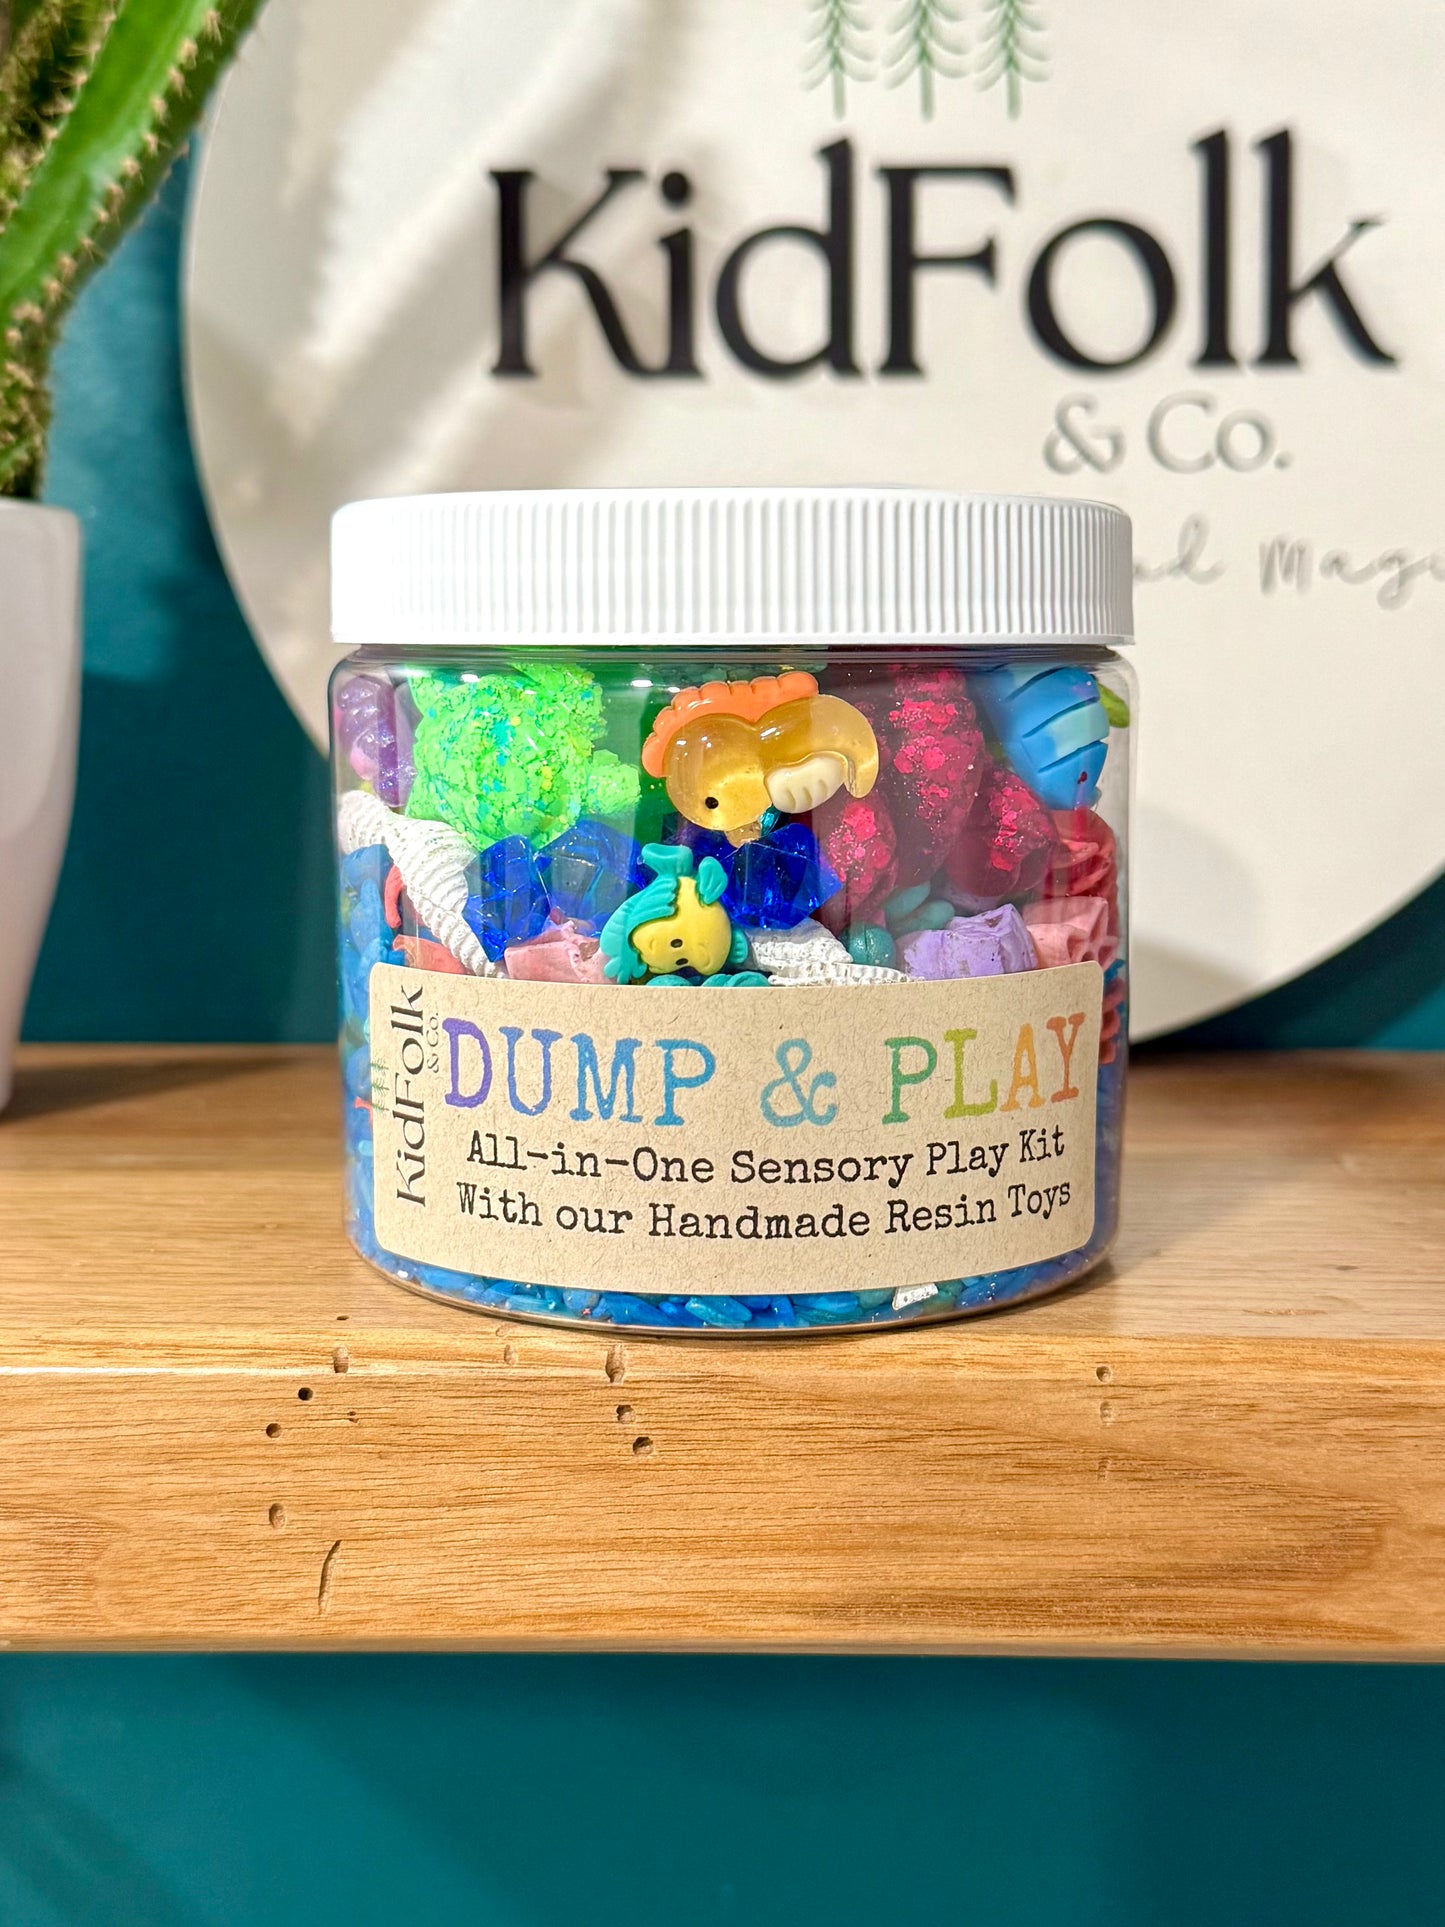 KidFolk
& Co.
KidFolk
& Co.
DUMP & PLAY
All-in-One Sensory Play Kit
With our Handmade Resin Toys